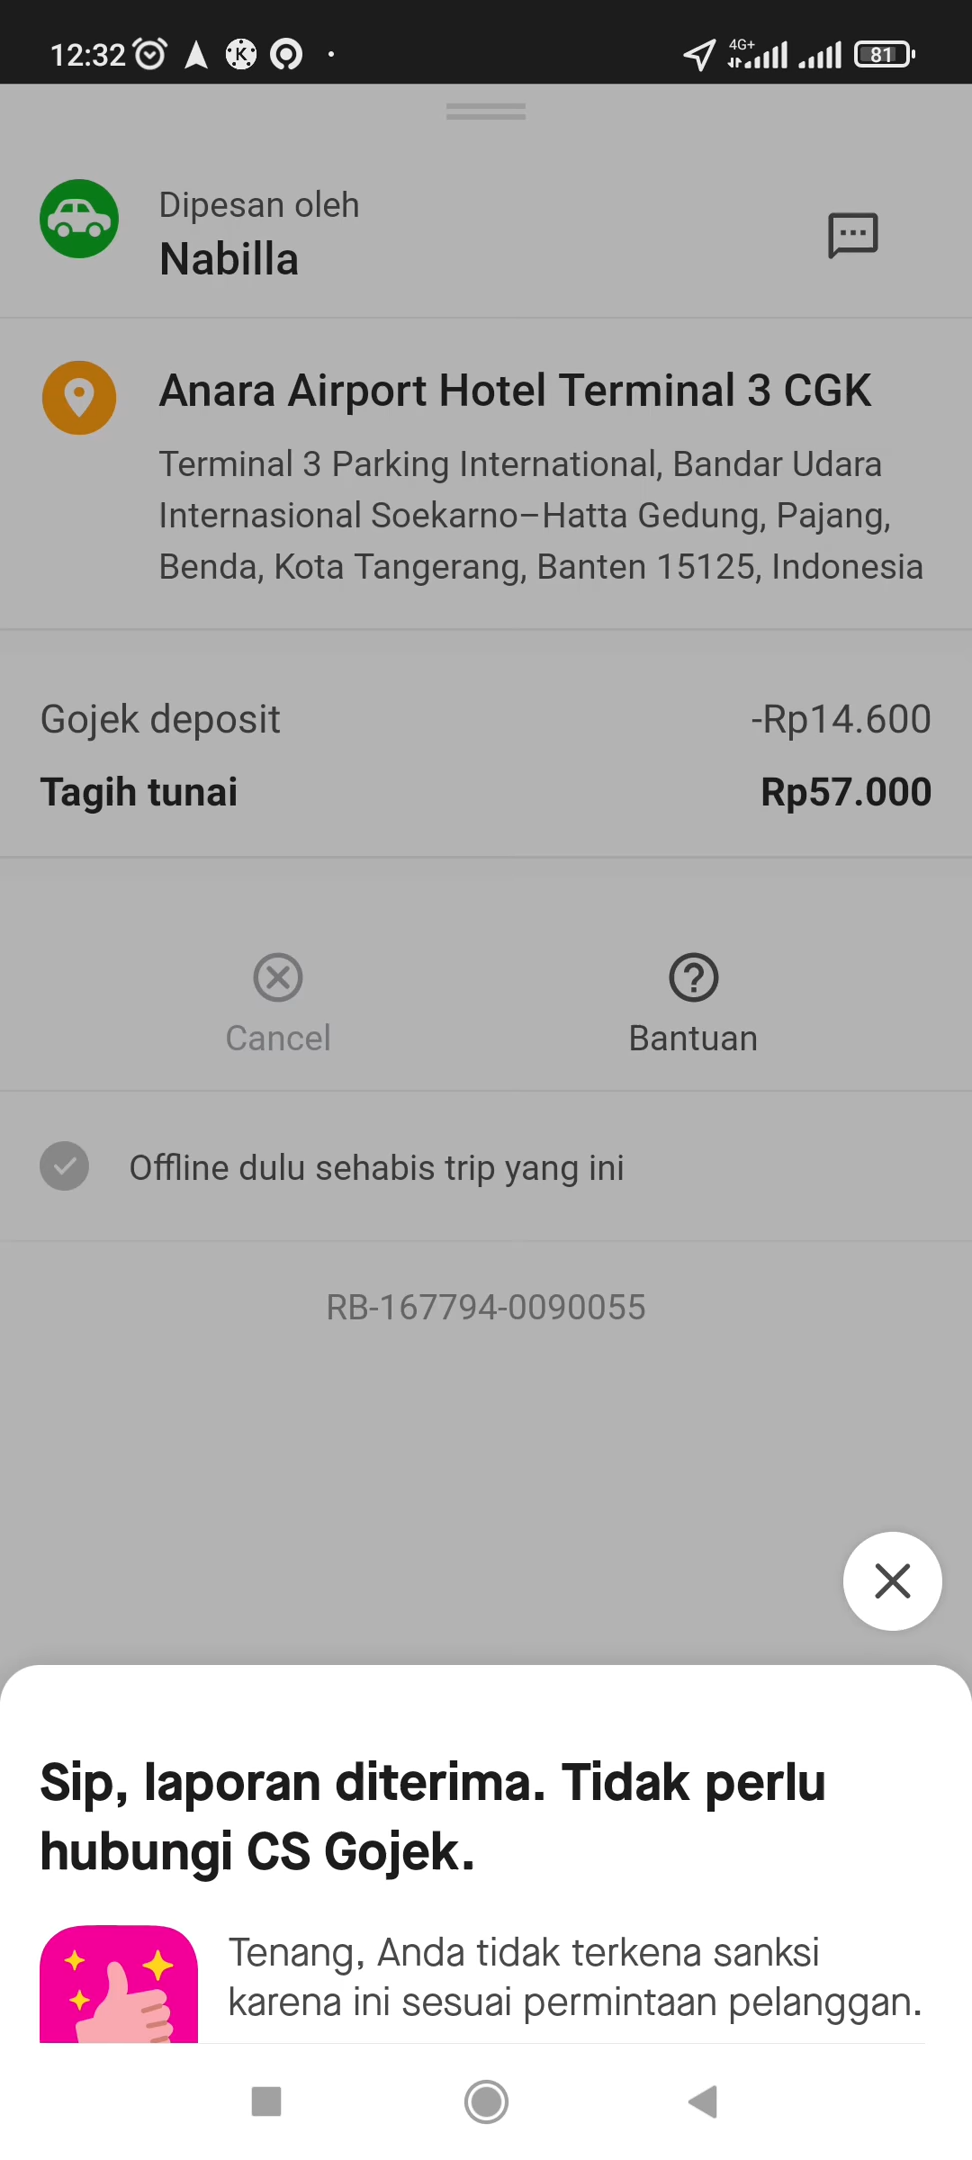 12:32
K
4G+
81
Dipesan oleh
Nabilla
Anara Airport Hotel Terminal 3 CGK
Terminal 3 Parking International, Bandar Udara
Internasional Soekarno–Hatta Gedung, Pajang,
Benda, Kota Tangerang, Banten 15125, Indonesia
Gojek deposit -Rp14.600
Tagih tunai Rp57.000
Cancel Bantuan
Offline dulu sehabis trip yang ini
RB-167794-0090055
Sip, laporan diterima. Tidak perlu
hubungi CS Gojek.
Tenang, Anda tidak terkena sanksi
karena ini sesuai permintaan pelanggan.